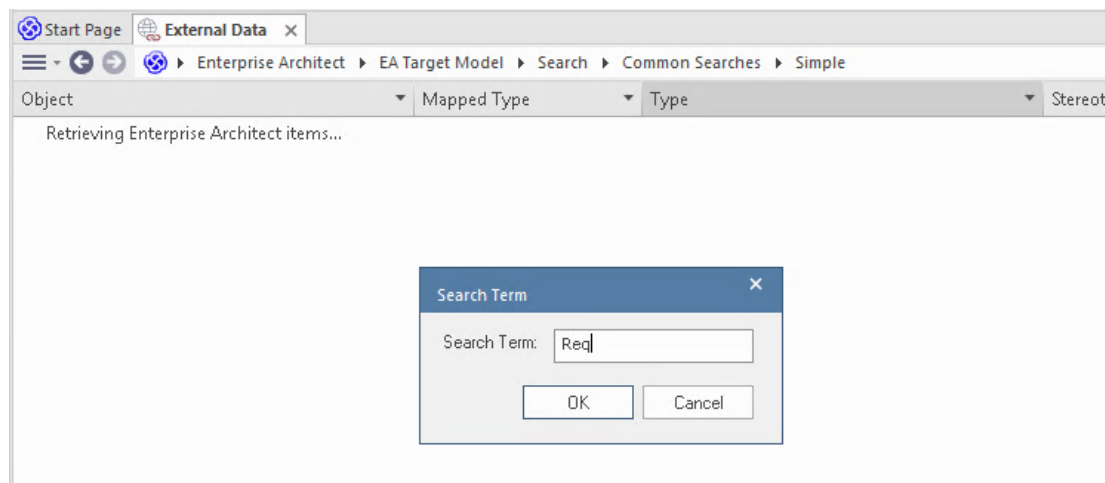 Start Page External Data
Enterprise Architect EA Target Model Search Common Searches Simple
Object Mapped Type Type Stereot
Retrieving Enterprise Architect items...
Search Term
Search Term: Req
OK Cancel